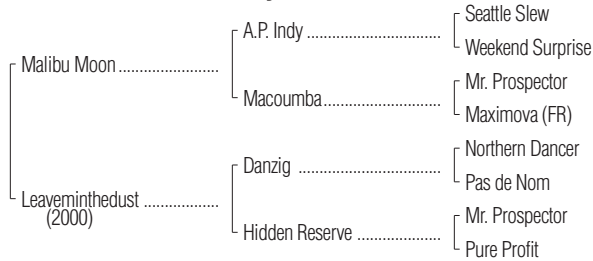 Seattle Slew
A.P. Indy ..............................
Weekend Surprise
Malibu Moon ......................
Mr. Prospector
Macoumba..........................
Maximova (FR)
Northern Dancer
Danzig ................................
Pas de Nom
Leaveminthedust ................
(2000)
Mr. Prospector
Hidden Reserve ..................
Pure Profit